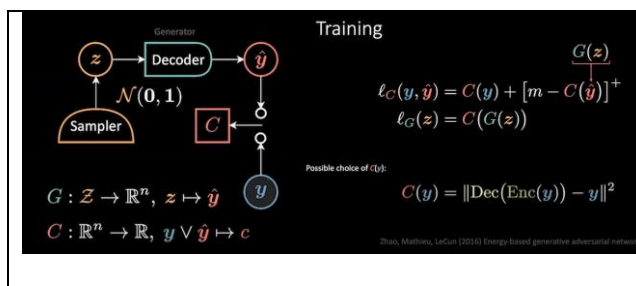 Training
Generator
z
Decoder
ŷ
G(z)
𝒩(0, 1)
Sampler
C
y
ℓ_C(y, ŷ) = C(y) + [m − C(ŷ)]⁺
ℓ_G(z) = C(G(z))
Possible choice of C(y):
C(y) = ‖Dec(Enc(y)) − y‖²
G : 𝒵 → ℝⁿ, z ↦ ŷ
C : ℝⁿ → ℝ, y ∨ ŷ ↦ c
Zhao, Mathieu, LeCun (2016) Energy-based generative adversarial networ